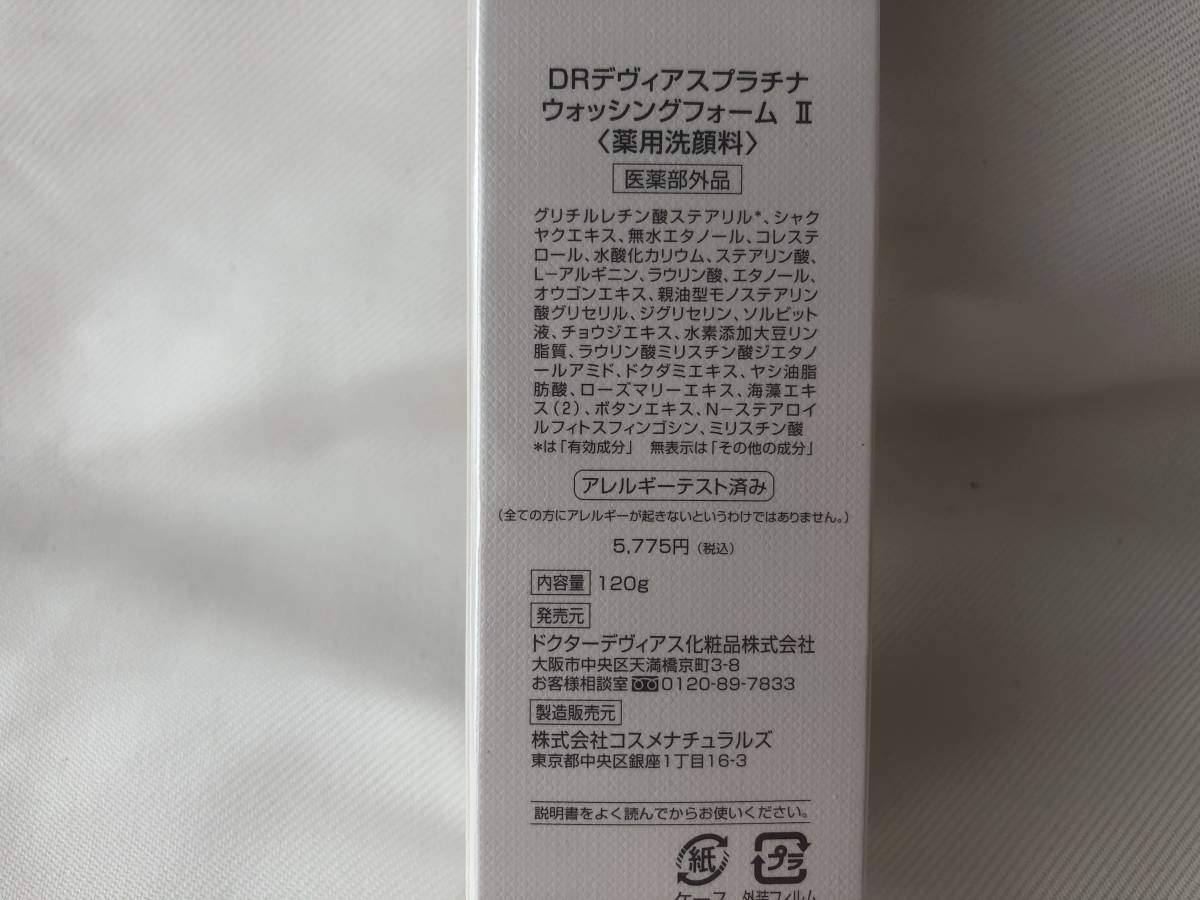 DRデヴィアスプラチナ
ウォッシングフォーム Ⅱ
〈薬用洗顔料〉
医薬部外品
グリチルレチン酸ステアリル*、シャク
ヤクエキス、無水エタノール、コレステ
ロール、水酸化カリウム、ステアリン酸、
L-アルギニン、ラウリン酸、エタノール、
オウゴンエキス、親油型モノステアリン
酸グリセリル、ジグリセリン、ソルビット
液、チョウジエキス、水素添加大豆リン
脂質、ラウリン酸ミリスチン酸ジエタノ
ールアミド、ドクダミエキス、ヤシ油脂
肪酸、ローズマリーエキス、海藻エキ
ス(2)、ボタンエキス、N-ステアロイ
ルフィトスフィンゴシン、ミリスチン酸
*は「有効成分」 無表示は「その他の成分」
アレルギーテスト済み
(全ての方にアレルギーが起きないというわけではありません。)
5,775円(税込)
内容量 120g
発売元
ドクターデヴィアス化粧品株式会社
大阪市中央区天満橋京町3-8
お客様相談室 0120-89-7833
製造販売元
株式会社コスメナチュラルズ
東京都中央区銀座1丁目16-3
説明書をよく読んでからお使いください。
紙 プラ
ケース 外装フィルム